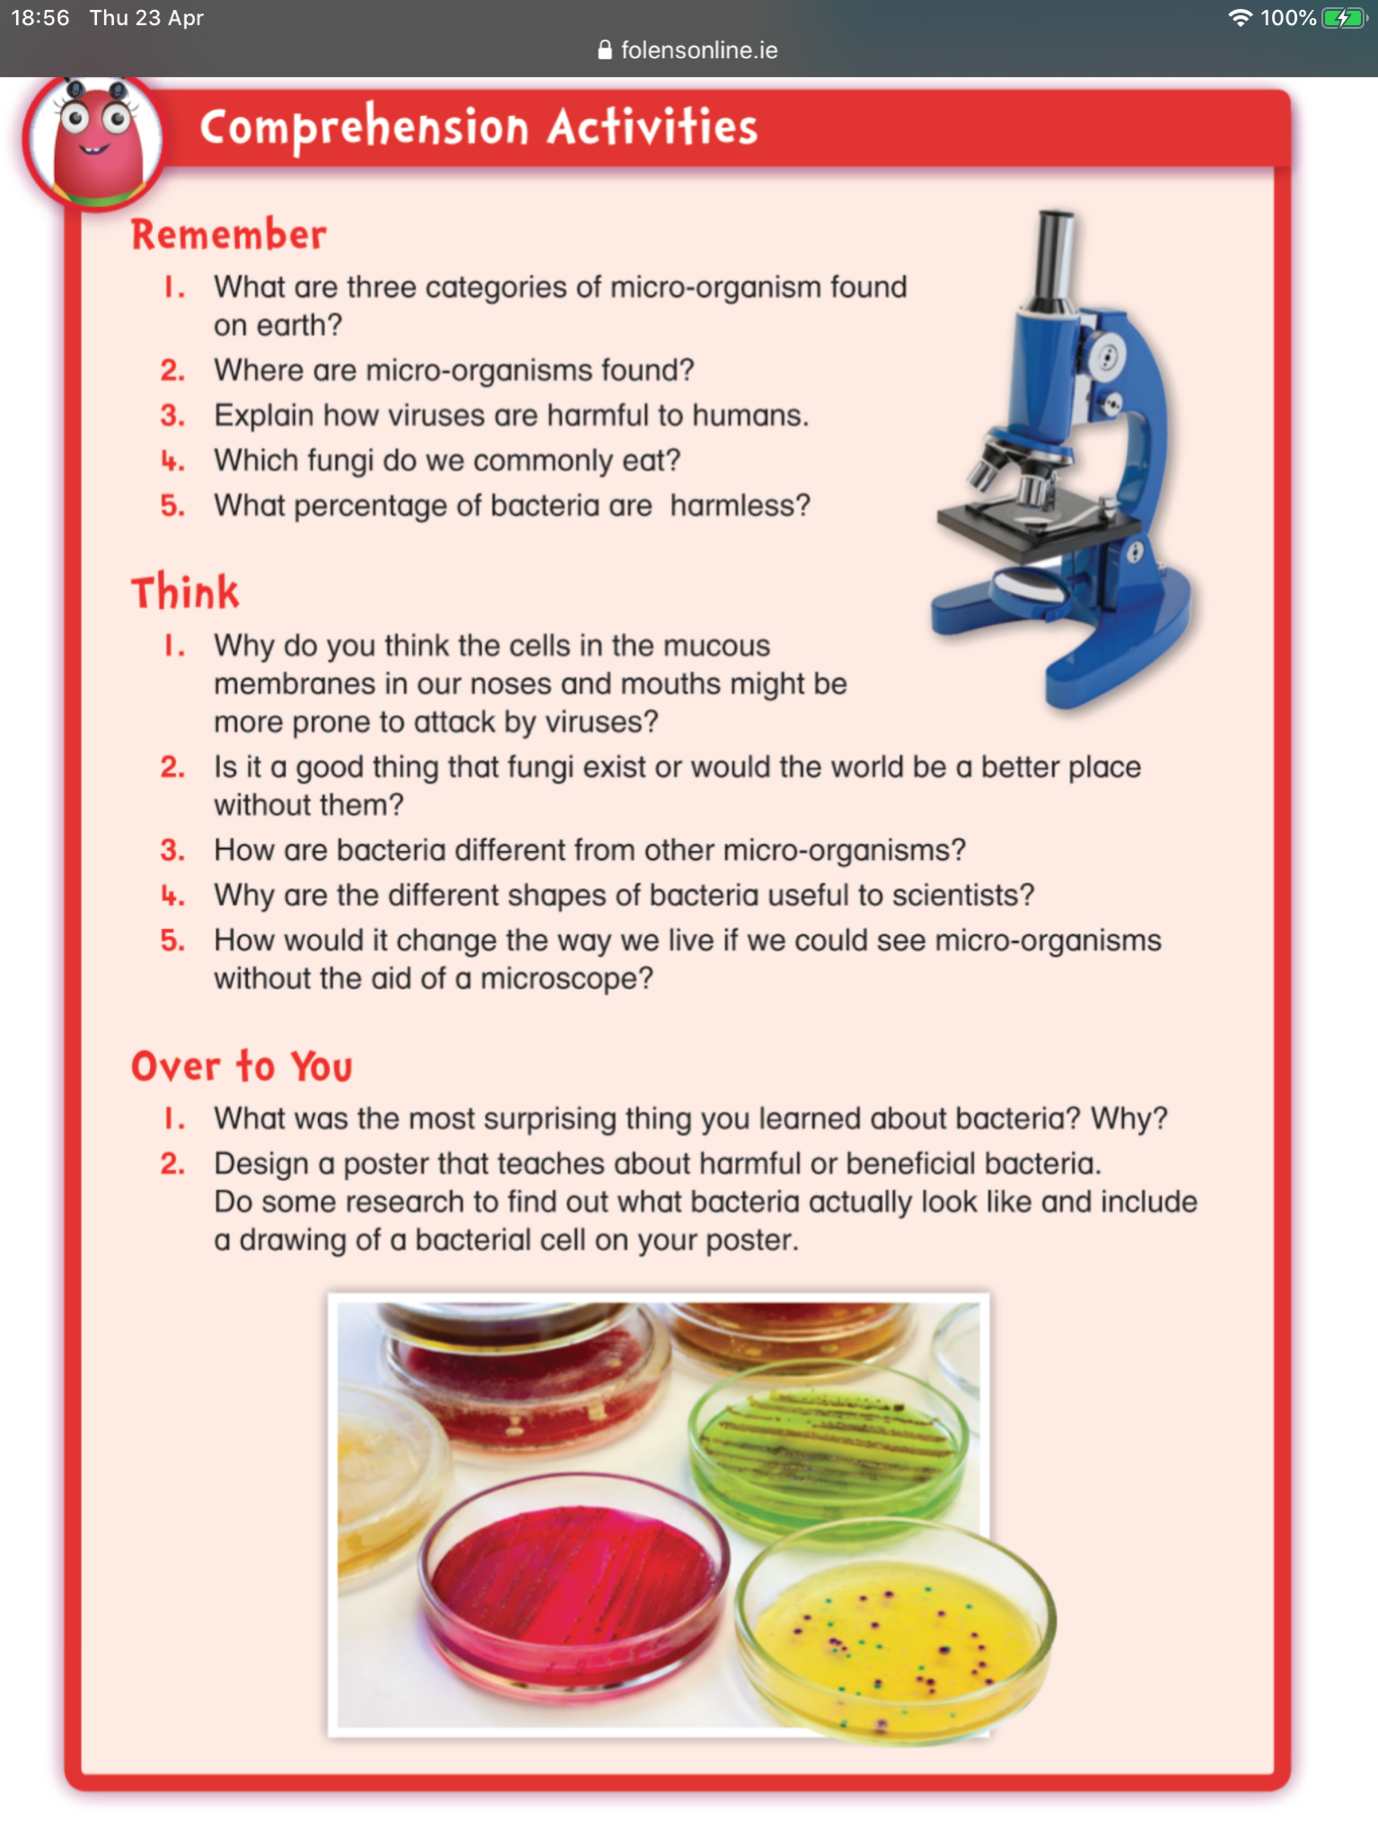 18:56 Thu 23 Apr
100%
folensonline.ie
Comprehension Activities
Remember
1. What are three categories of micro-organism found
on earth?
2. Where are micro-organisms found?
3. Explain how viruses are harmful to humans.
4. Which fungi do we commonly eat?
5. What percentage of bacteria are harmless?
Think
1. Why do you think the cells in the mucous
membranes in our noses and mouths might be
more prone to attack by viruses?
2. Is it a good thing that fungi exist or would the world be a better place
without them?
3. How are bacteria different from other micro-organisms?
4. Why are the different shapes of bacteria useful to scientists?
5. How would it change the way we live if we could see micro-organisms
without the aid of a microscope?
Over to You
1. What was the most surprising thing you learned about bacteria? Why?
2. Design a poster that teaches about harmful or beneficial bacteria.
Do some research to find out what bacteria actually look like and include
a drawing of a bacterial cell on your poster.